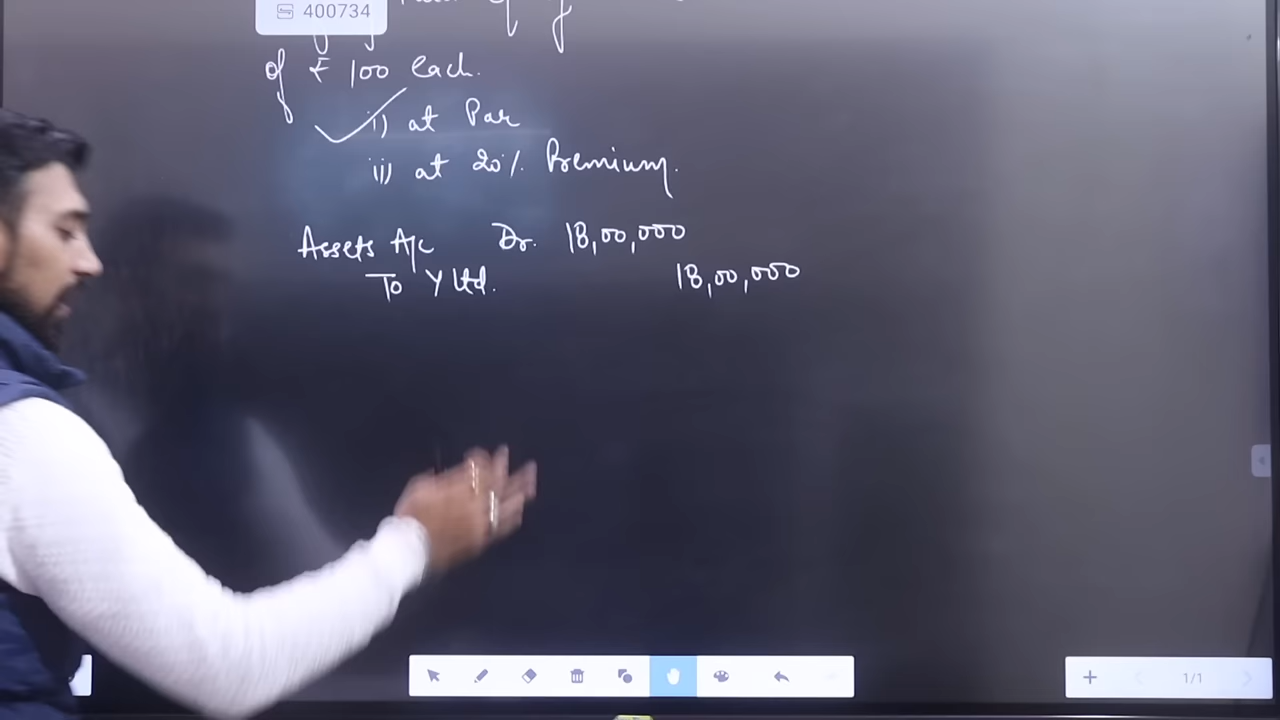 400734
of ₹ 100 each.
i) at Par
ii) at 20% Premium.
Assets A/c Dr. 18,00,000
To Y Ltd. 18,00,000
1/1